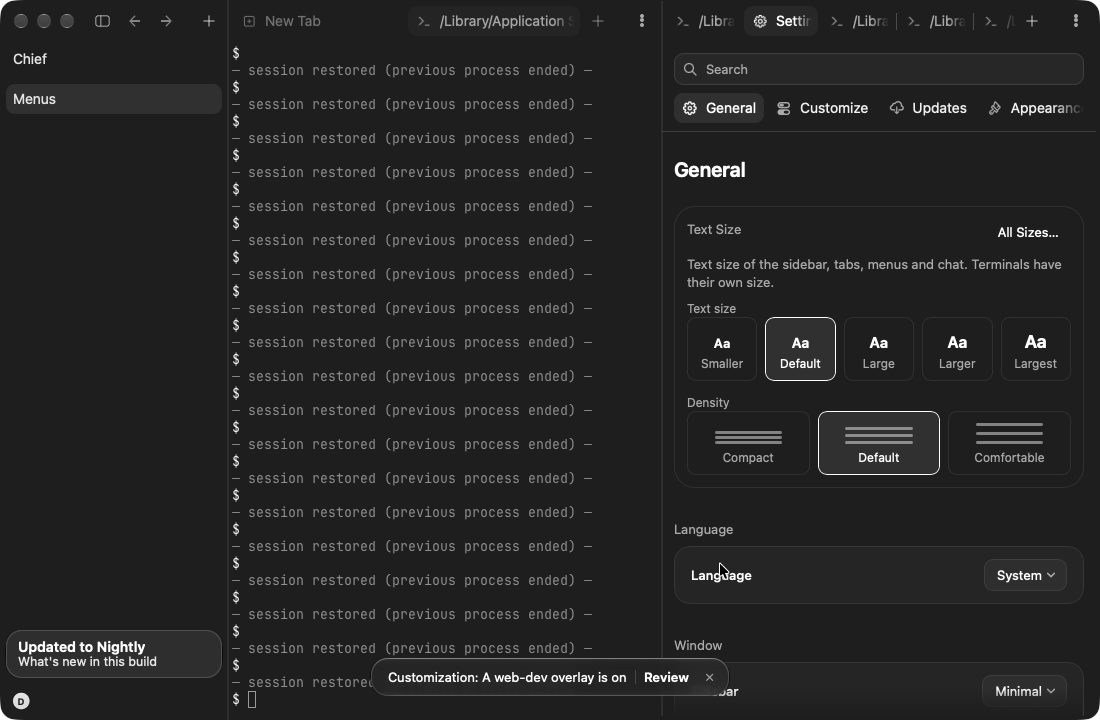 New Tab
/Library/Application
Chief
Menus
$
— session restored (previous process ended) —
$
— session restored (previous process ended) —
$
— session restored (previous process ended) —
$
— session restored (previous process ended) —
$
— session restored (previous process ended) —
$
— session restored (previous process ended) —
$
— session restored (previous process ended) —
$
— session restored (previous process ended) —
$
— session restored (previous process ended) —
$
— session restored (previous process ended) —
$
— session restored (previous process ended) —
$
— session restored (previous process ended) —
$
— session restored (previous process ended) —
$
— session restored (previous process ended) —
$
— session restored (previous process ended) —
$
— session restored (previous process ended) —
$
— session restored (previous process ended) —
$
— session restored (previous process ended) —
$
— session restored
$
Updated to Nightly
What's new in this build
D
Customization: A web-dev overlay is on Review
/Libra
Settin
/Libra
/Libra
Search
General Customize Updates Appearanc
General
Text Size All Sizes...
Text size of the sidebar, tabs, menus and chat. Terminals have
their own size.
Text size
Aa Aa Aa Aa Aa
Smaller Default Large Larger Largest
Density
Compact Default Comfortable
Language
Language System
Window
Minimal